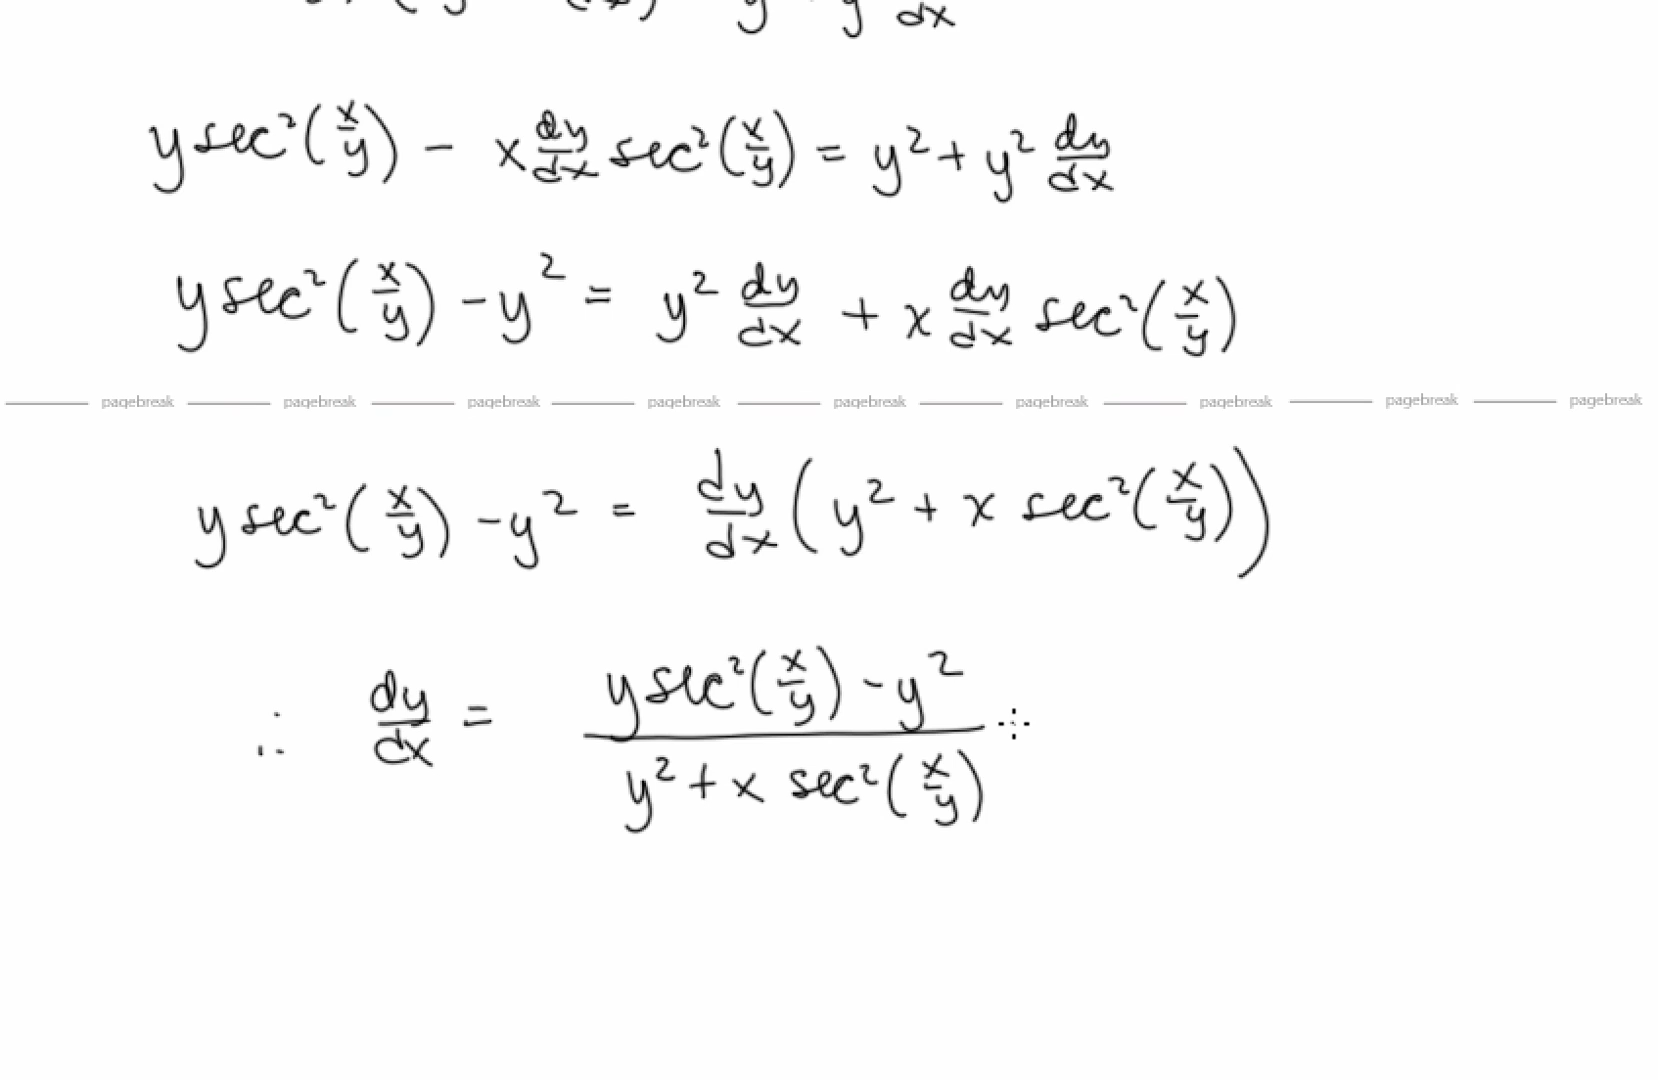 y dx
y sec²(x/y) - x dy/dx sec²(x/y) = y² + y² dy/dx
y sec²(x/y) - y² = y² dy/dx + x dy/dx sec²(x/y)
pagebreak pagebreak pagebreak pagebreak pagebreak pagebreak pagebreak pagebreak pagebreak
y sec²(x/y) - y² = dy/dx (y² + x sec²(x/y))
∴ dy/dx = (y sec²(x/y) - y²)/(y² + x sec²(x/y))